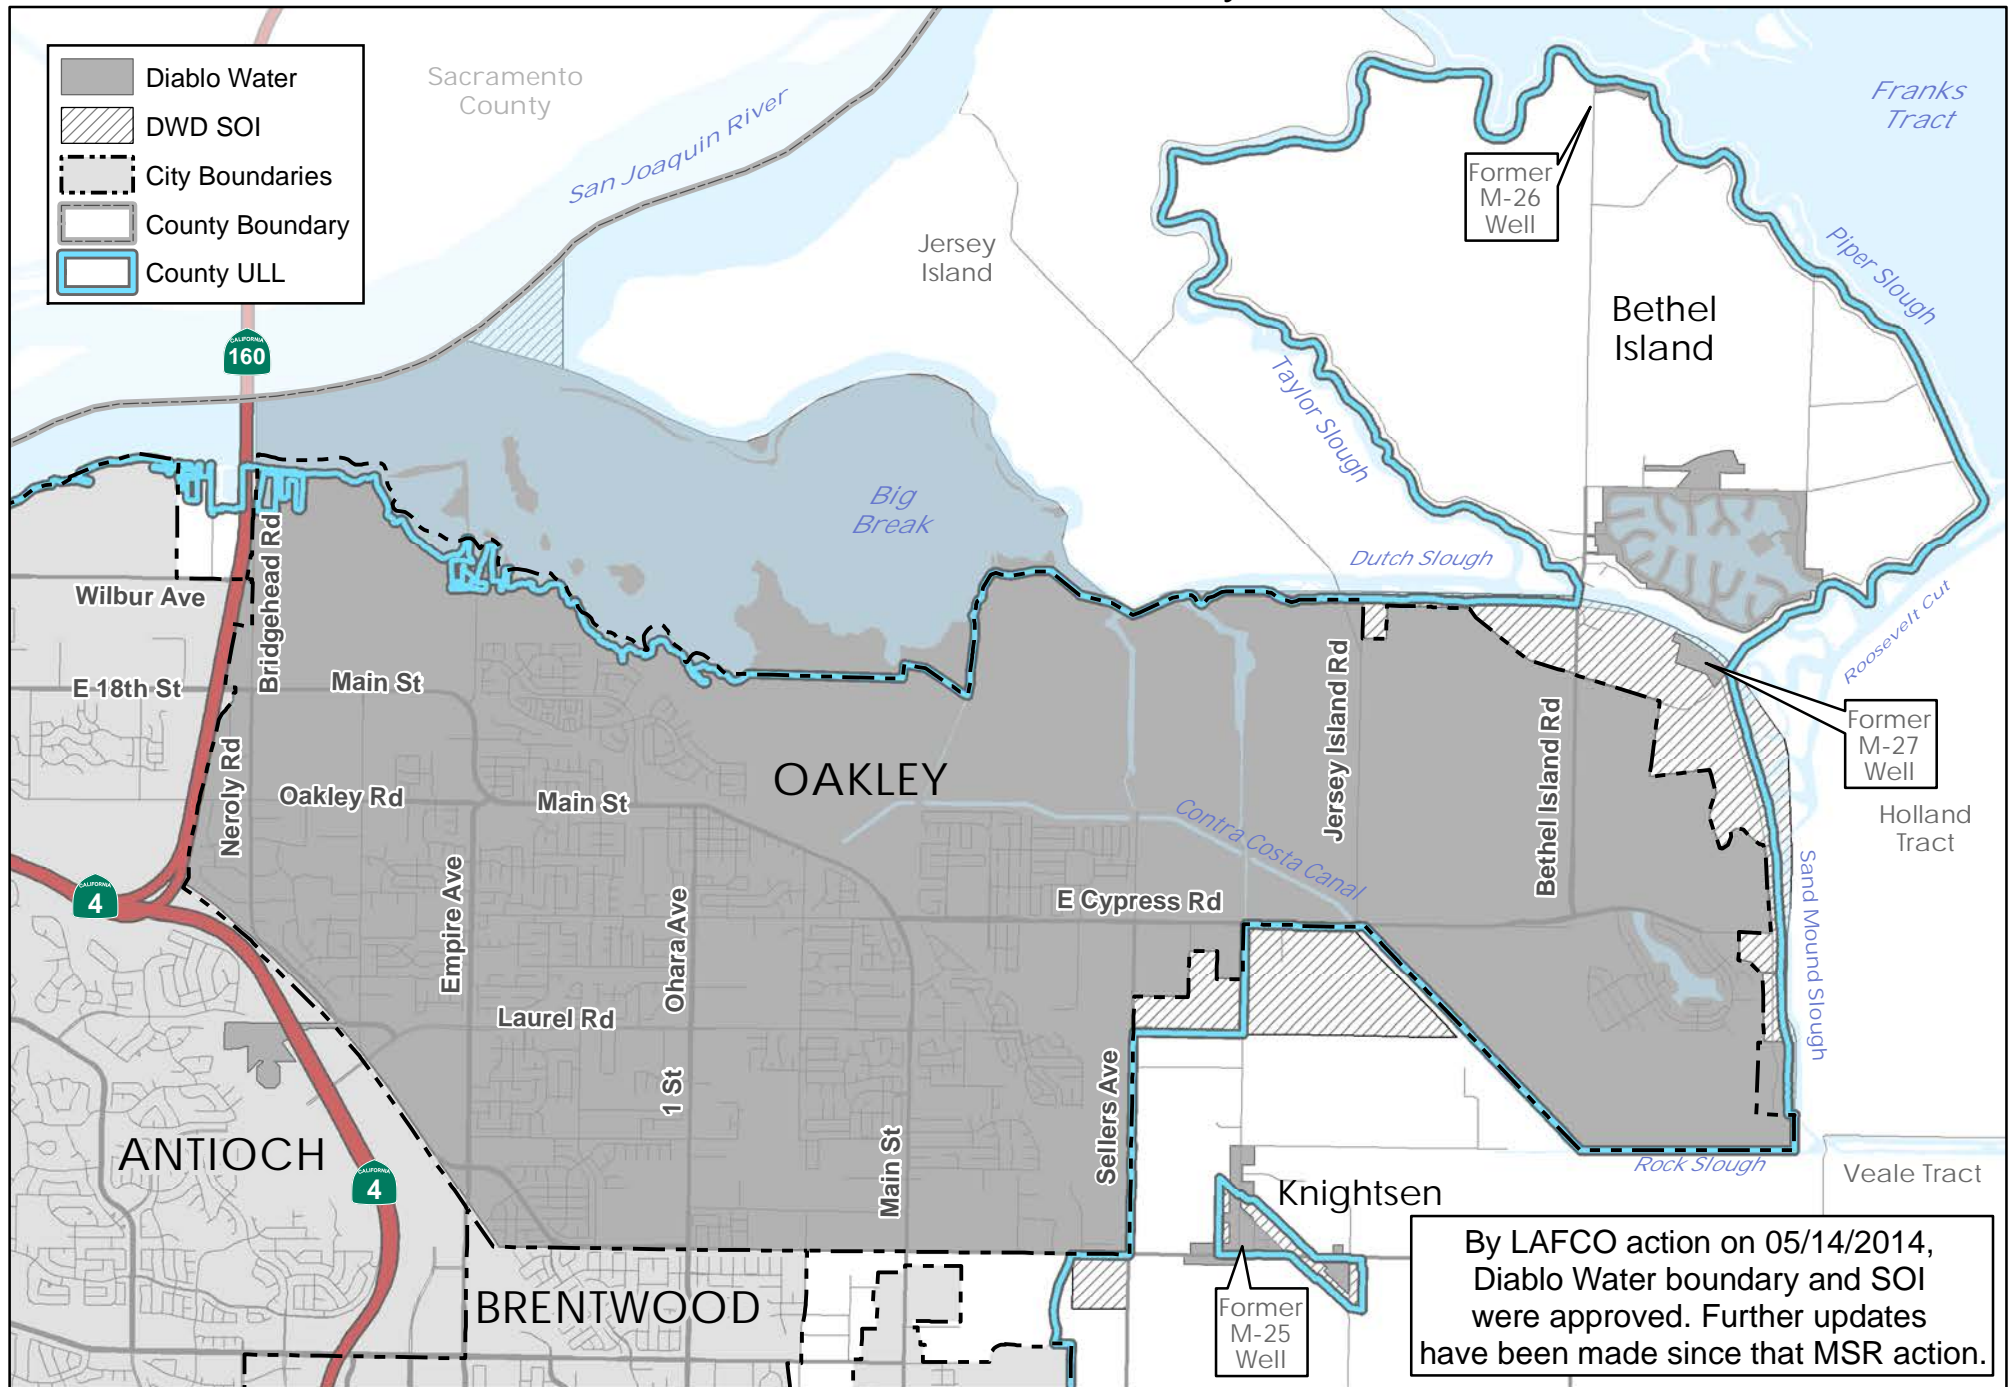 Diablo Water
DWD SOI
City Boundaries
County Boundary
County ULL
Sacramento
County
San Joaquin River
Franks
Tract
Former
M-26
Well
Jersey
Island
Piper Slough
Bethel
Island
CALIFORNIA
160
Taylor Slough
Big
Break
Dutch Slough
Roosevelt Cut
Wilbur Ave
Bridgehead Rd
E 18th St
Main St
Neroly Rd
Oakley Rd
Main St
OAKLEY
Jersey Island Rd
Bethel Island Rd
Former
M-27
Well
Holland
Tract
Contra Costa Canal
CALIFORNIA
4
Empire Ave
Ohara Ave
E Cypress Rd
Sand Mound Slough
Laurel Rd
1 St
Sellers Ave
Main St
ANTIOCH
CALIFORNIA
4
Rock Slough
Veale Tract
Knightsen
BRENTWOOD
Former
M-25
Well
By LAFCO action on 05/14/2014,
Diablo Water boundary and SOI
were approved. Further updates
have been made since that MSR action.